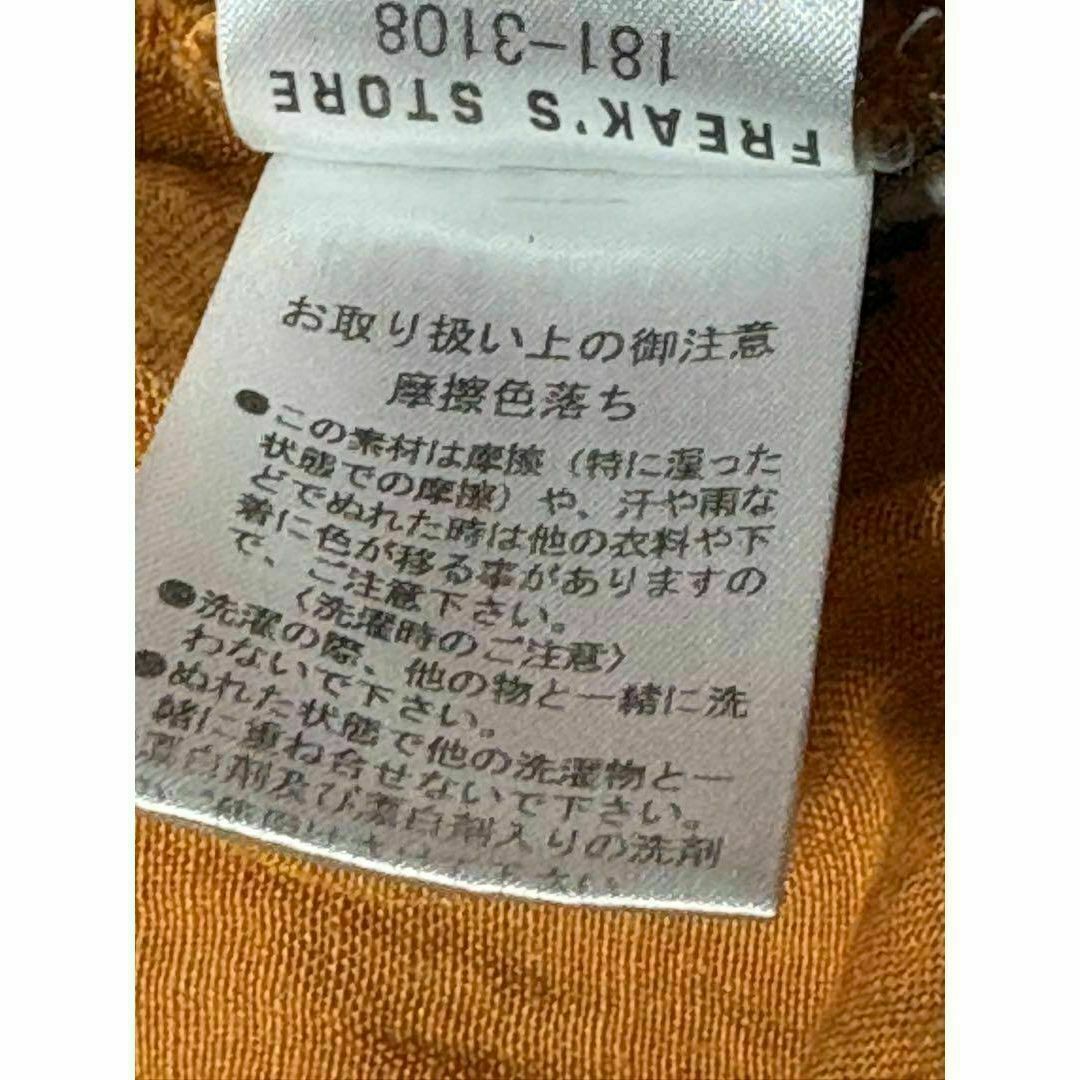 181-3108
FREAK'S STORE
お取り扱い上の御注意
摩擦色落ち
●この素材は摩擦(特に湿った
状態での摩擦)や、汗や雨な
どでぬれた時は他の衣料や下
着に色が移る事がありますの
で、ご注意下さい。
〈洗濯時のご注意〉
●洗濯の際、他の物と一緒に洗
わないで下さい。
●ぬれた状態で他の洗濯物と一
緒に重ね合せないで下さい。
漂白剤及び漂白剤入りの洗剤